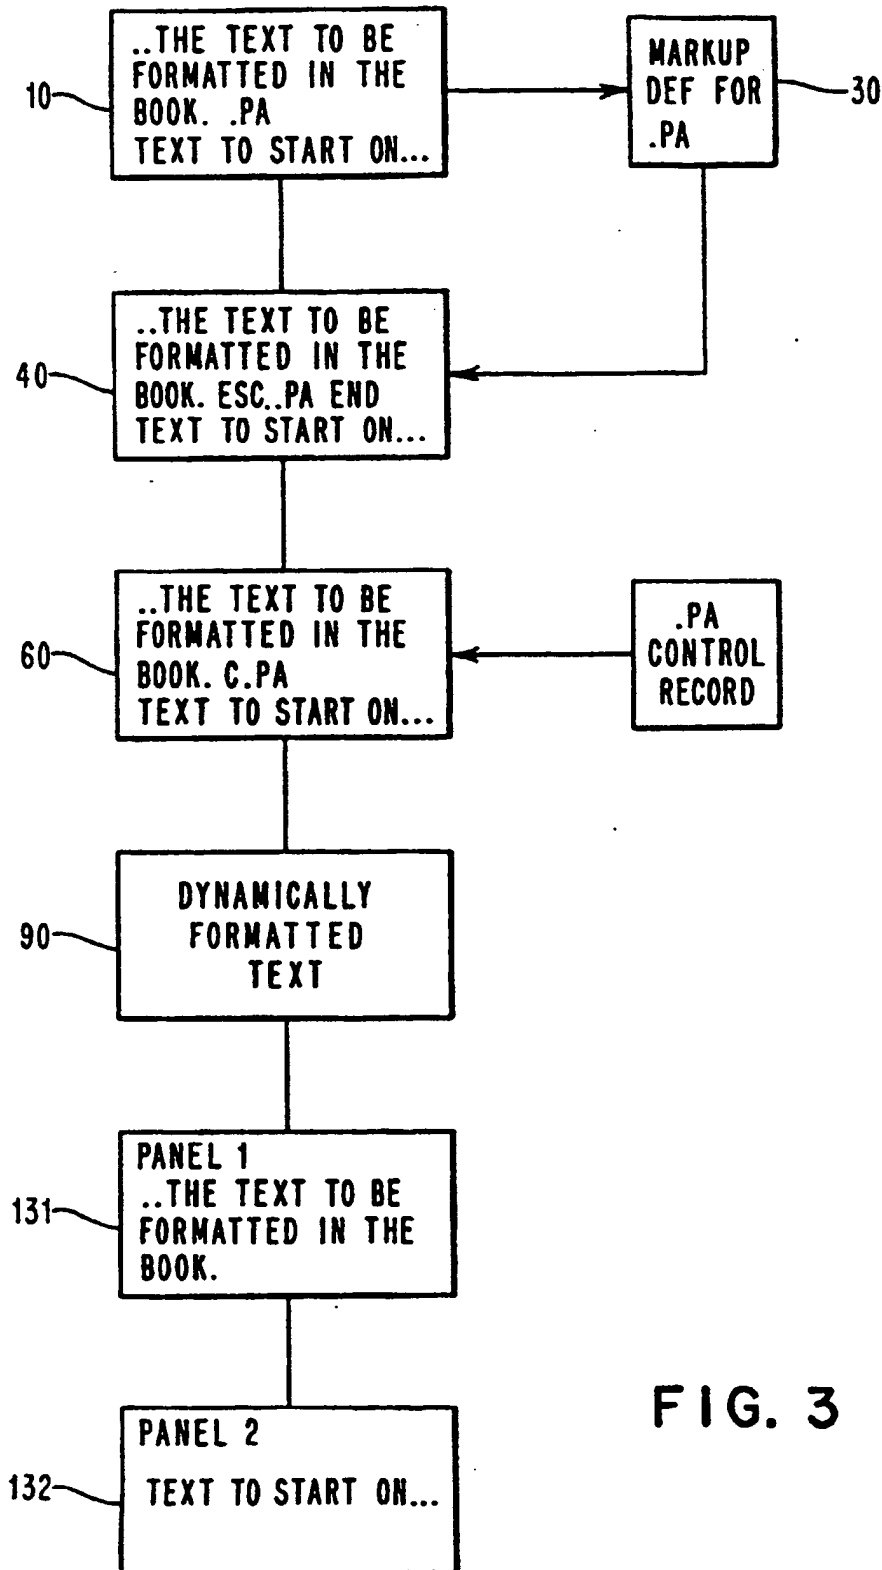 ..THE TEXT TO BE
FORMATTED IN THE
BOOK. .PA
TEXT TO START ON...
10
MARKUP
DEF FOR
.PA
30
..THE TEXT TO BE
FORMATTED IN THE
BOOK. ESC..PA END
TEXT TO START ON...
40
..THE TEXT TO BE
FORMATTED IN THE
BOOK. C.PA
TEXT TO START ON...
60
.PA
CONTROL
RECORD
DYNAMICALLY
FORMATTED
TEXT
90
PANEL 1
..THE TEXT TO BE
FORMATTED IN THE
BOOK.
131
PANEL 2
TEXT TO START ON...
132
FIG. 3